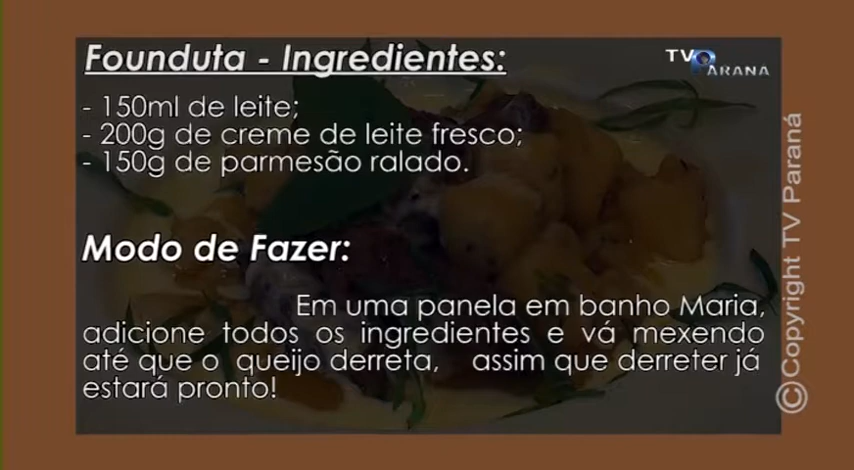 Founduta - Ingredientes:
TV PARANÁ
- 150ml de leite;
- 200g de creme de leite fresco;
- 150g de parmesão ralado.
Modo de Fazer:
Em uma panela em banho Maria,
adicione todos os ingredientes e vá mexendo
até que o queijo derreta, assim que derreter já
estará pronto!
©Copyright TV Paraná